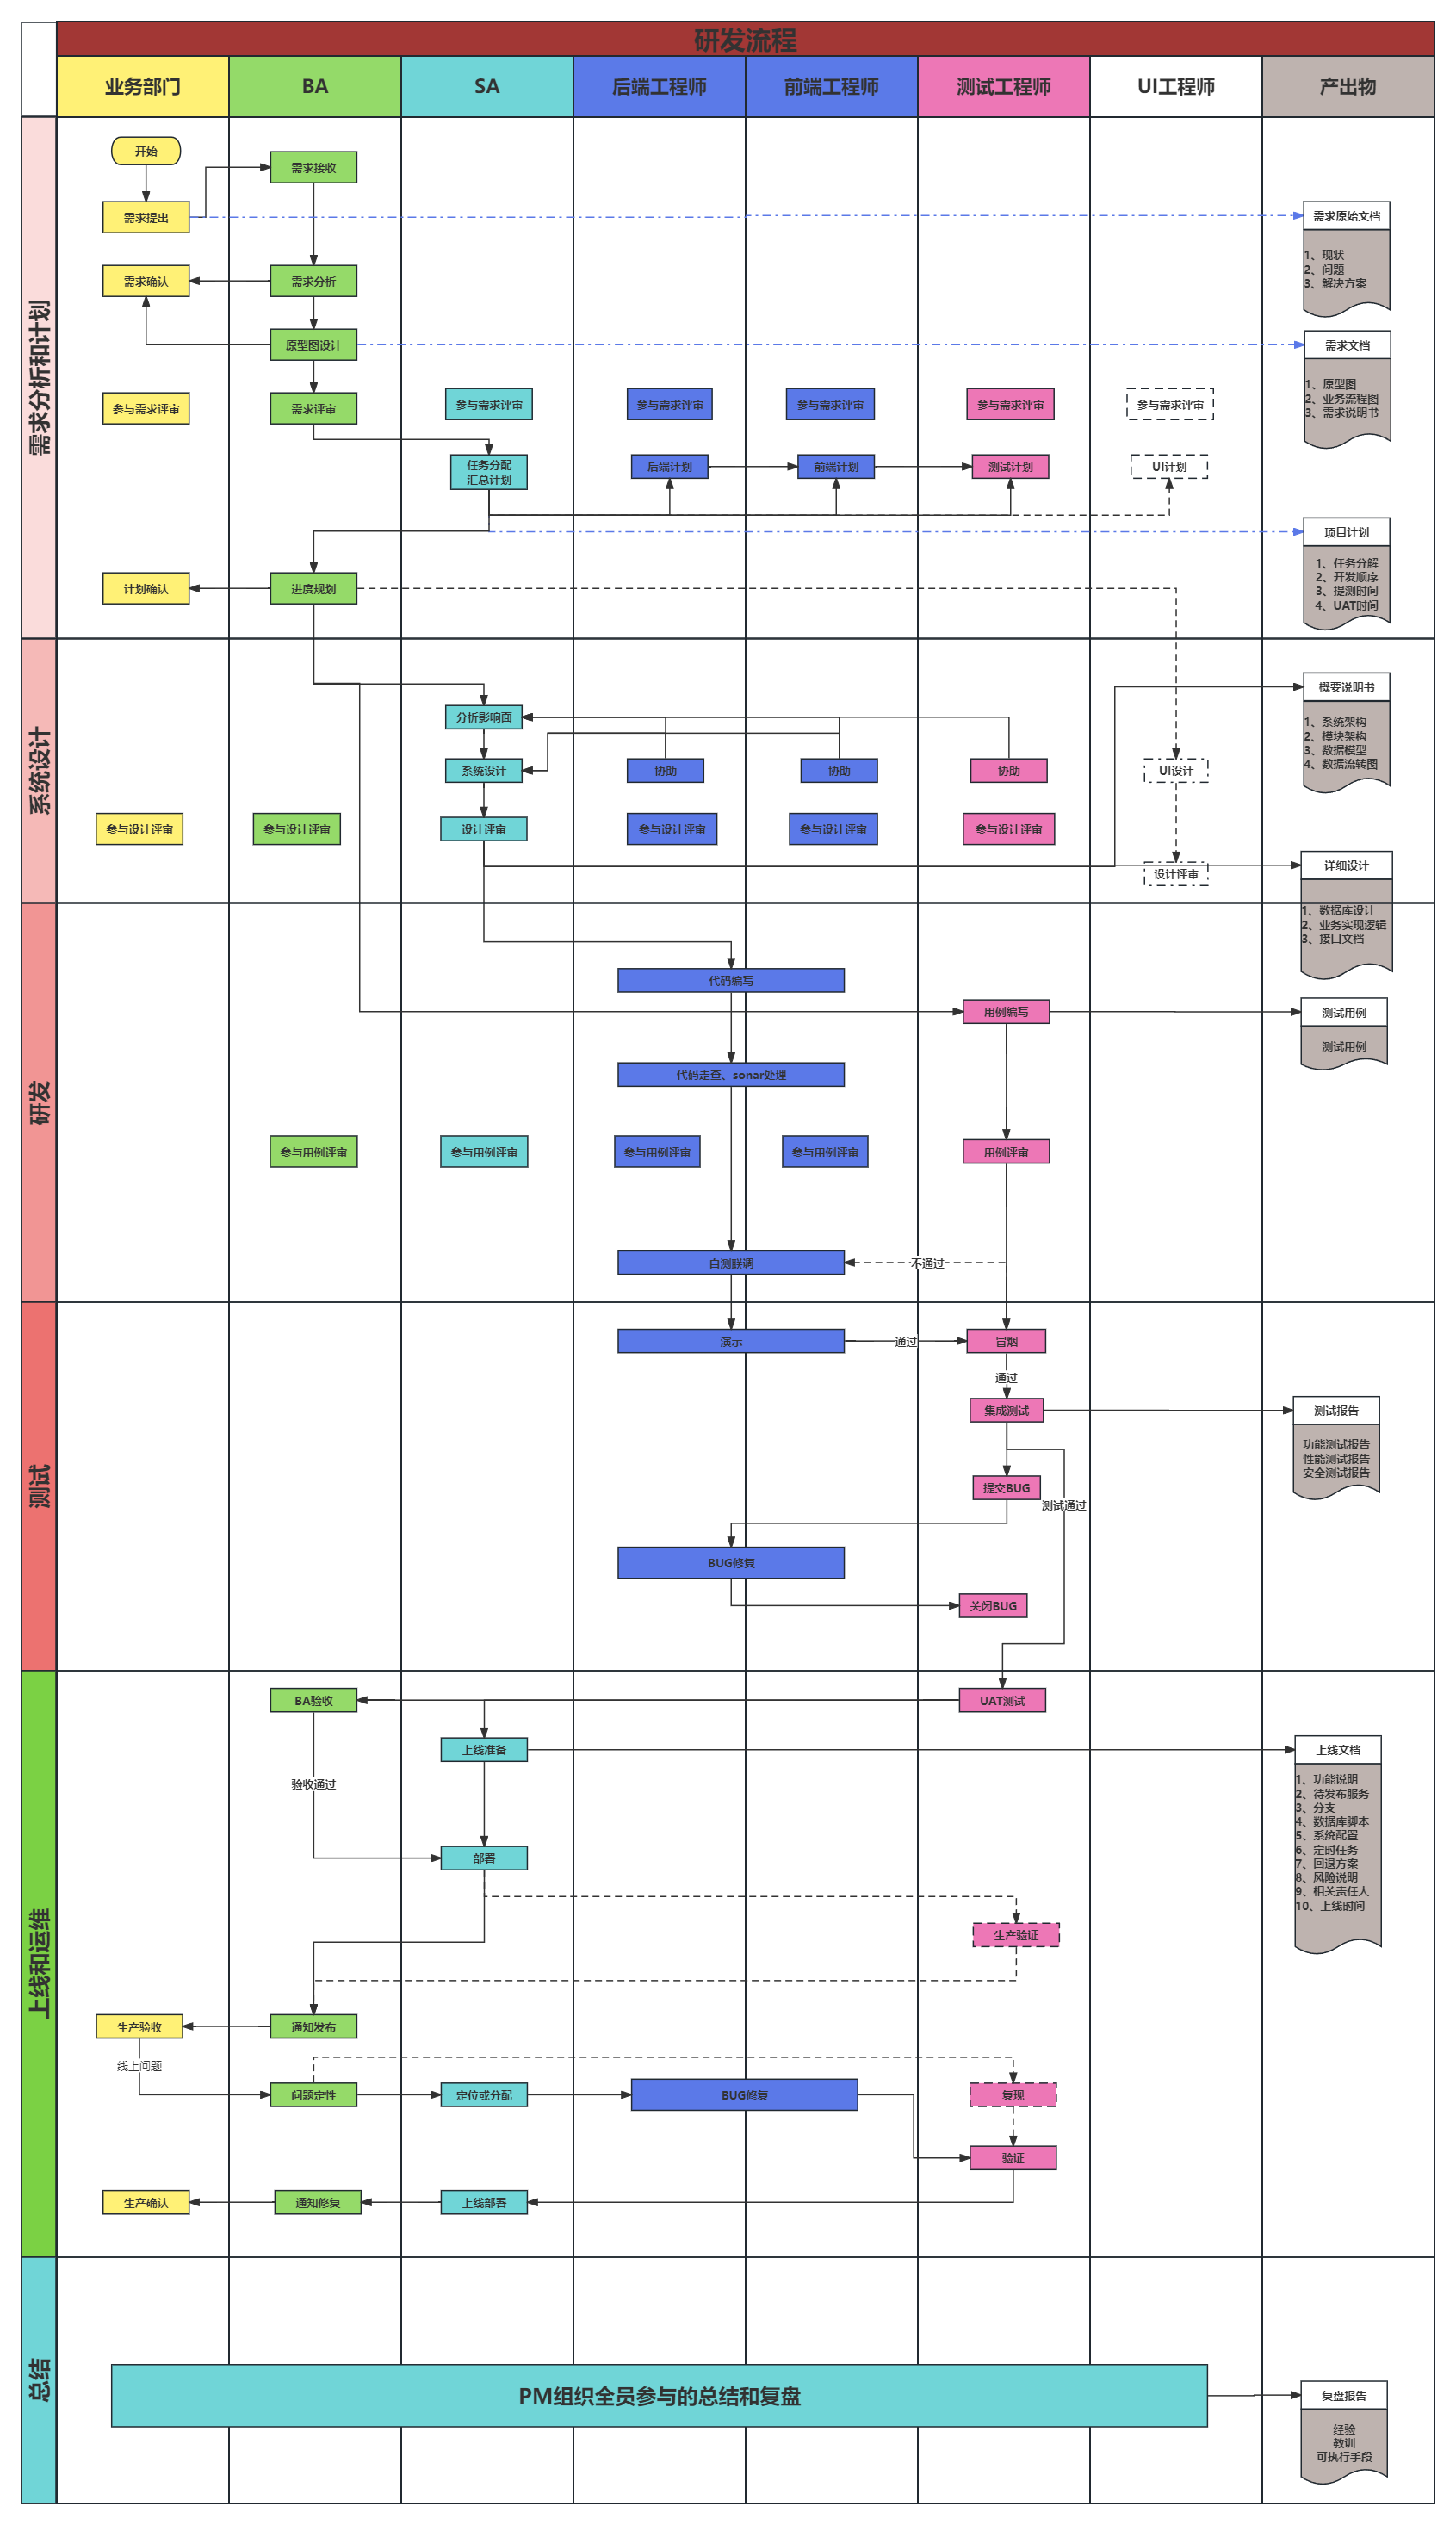 研发流程
业务部门
BA
SA
后端工程师
前端工程师
测试工程师
UI工程师
产出物
需求分析和计划
开始
需求接收
需求提出
需求原始文档
1、现状
2、问题
3、解决方案
需求确认
需求分析
原型图设计
需求文档
1、原型图
2、业务流程图
3、需求说明书
参与需求评审
需求评审
参与需求评审
参与需求评审
参与需求评审
参与需求评审
参与需求评审
任务分配
汇总计划
后端计划
前端计划
测试计划
UI计划
项目计划
1、任务分解
2、开发顺序
3、提测时间
4、UAT时间
计划确认
进度规划
系统设计
分析影响面
概要说明书
1、系统架构
2、模块架构
3、数据模型
4、数据流转图
系统设计
协助
协助
协助
UI设计
参与设计评审
参与设计评审
设计评审
参与设计评审
参与设计评审
参与设计评审
设计评审
详细设计
1、数据库设计
2、业务实现逻辑
3、接口文档
研发
代码编写
用例编写
测试用例
测试用例
代码走查、sonar处理
参与用例评审
参与用例评审
参与用例评审
参与用例评审
用例评审
自测联调
不通过
测试
演示
通过
冒烟
通过
集成测试
测试报告
功能测试报告
性能测试报告
安全测试报告
提交BUG
测试通过
BUG修复
关闭BUG
上线和运维
BA验收
UAT测试
上线准备
上线文档
1、功能说明
2、待发布服务
3、分支
4、数据库脚本
5、系统配置
6、定时任务
7、回退方案
8、风险说明
9、相关责任人
10、上线时间
验收通过
部署
生产验证
生产验收
通知发布
线上问题
问题定性
定位或分配
BUG修复
复现
验证
生产确认
通知修复
上线部署
总结
PM组织全员参与的总结和复盘
复盘报告
经验
教训
可执行手段